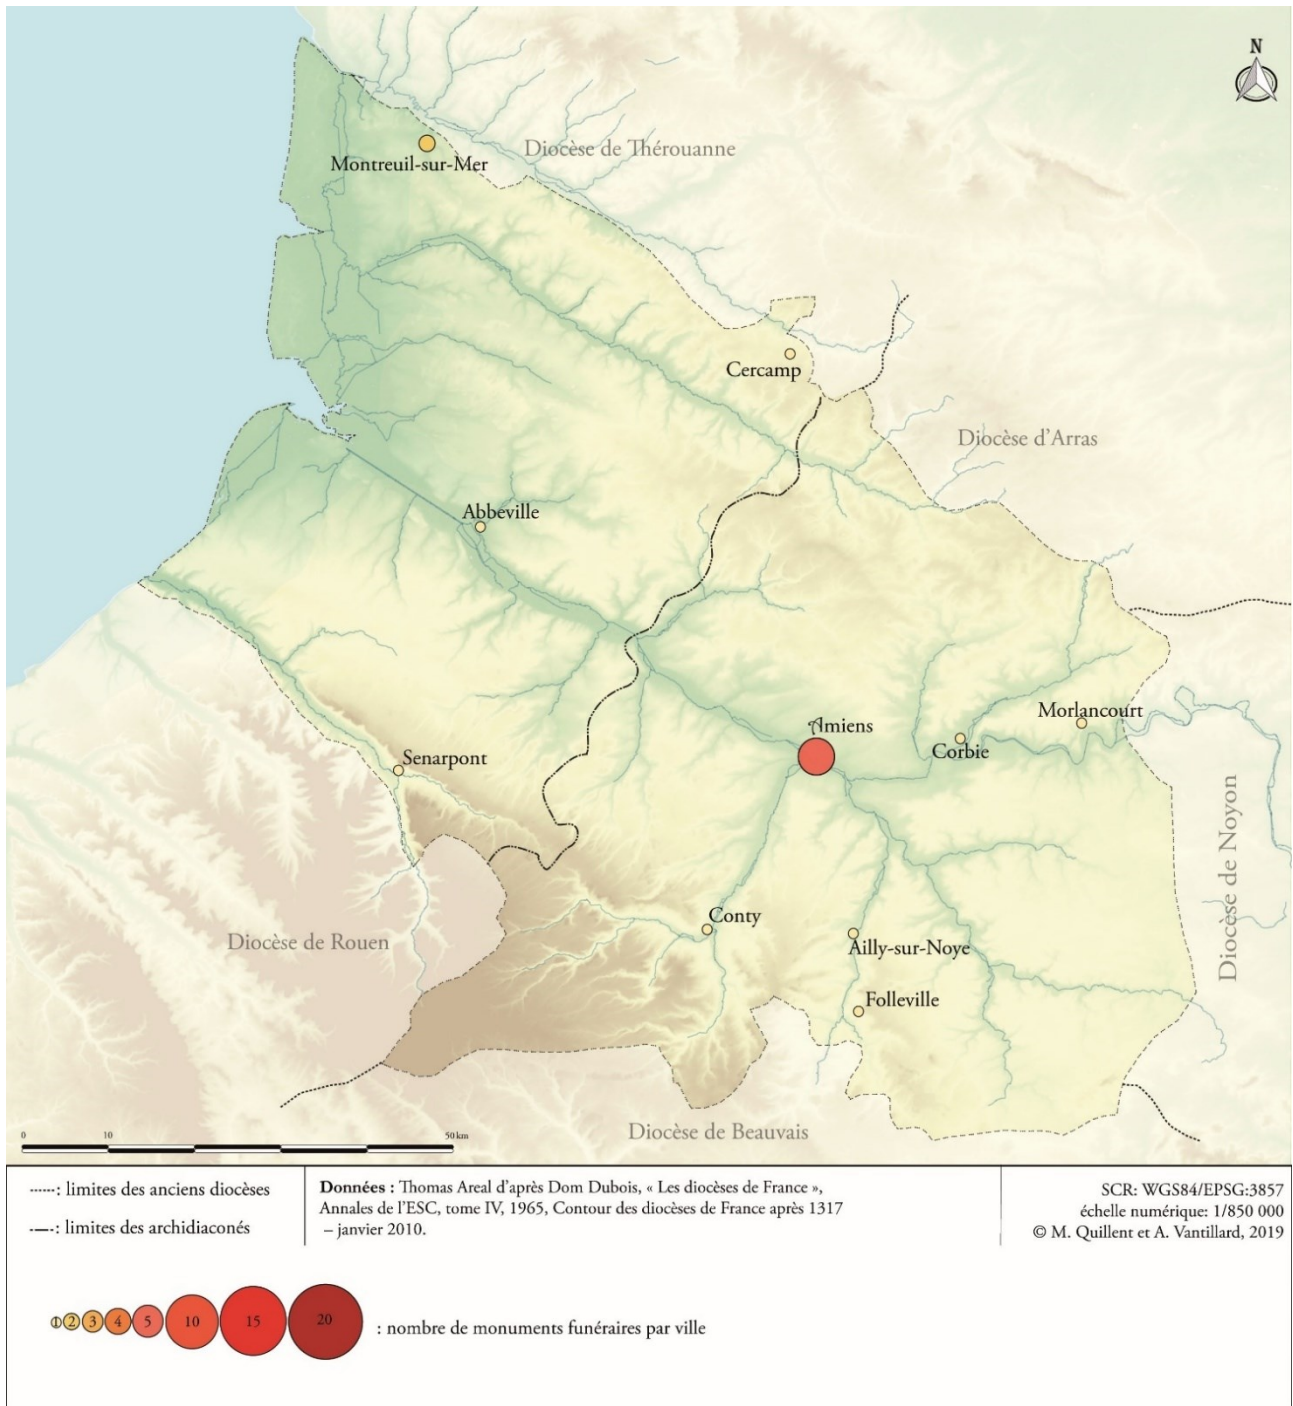 N
Diocèse de Thérouanne
Montreuil-sur-Mer
Cercamp
Diocèse d'Arras
Abbeville
Morlancourt
Amiens
Corbie
Senarpont
Diocèse de Noyon
Conty
Diocèse de Rouen
Ailly-sur-Noye
Folleville
Diocèse de Beauvais
0 10 50 km
: limites des anciens diocèses
: limites des archidiaconés
Données : Thomas Areal d'après Dom Dubois, « Les diocèses de France »,
Annales de l'ESC, tome IV, 1965, Contour des diocèses de France après 1317
– janvier 2010.
SCR: WGS84/EPSG:3857
échelle numérique: 1/850 000
© M. Quillent et A. Vantillard, 2019
1 2 3 4 5 10 15 20
: nombre de monuments funéraires par ville